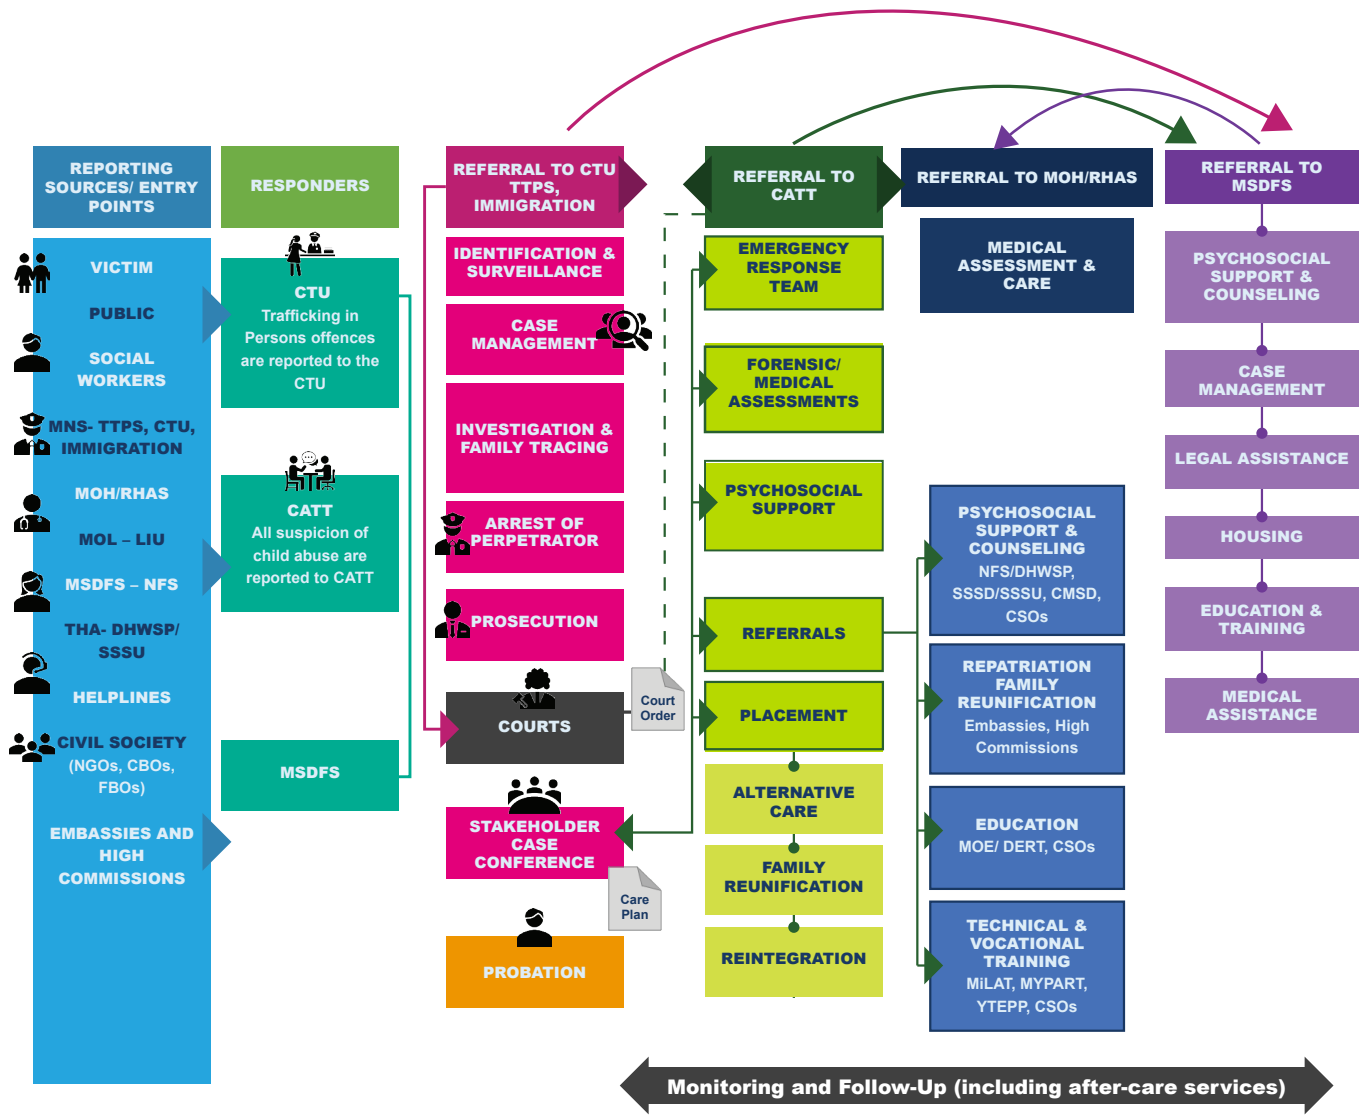 REPORTING
SOURCES/ ENTRY
POINTS
VICTIM
PUBLIC
SOCIAL
WORKERS
MNS- TTPS, CTU,
IMMIGRATION
MOH/RHAS
MOL – LIU
MSDFS – NFS
THA- DHWSP/
SSSU
HELPLINES
CIVIL SOCIETY
(NGOs, CBOs,
FBOs)
EMBASSIES AND
HIGH
COMMISSIONS
RESPONDERS
CTU
Trafficking in
Persons offences
are reported to the
CTU
CATT
All suspicion of
child abuse are
reported to CATT
MSDFS
REFERRAL TO CTU
TTPS,
IMMIGRATION
IDENTIFICATION &
SURVEILLANCE
CASE
MANAGEMENT
INVESTIGATION &
FAMILY TRACING
ARREST OF
PERPETRATOR
PROSECUTION
COURTS
Court
Order
STAKEHOLDER
CASE
CONFERENCE
Care
Plan
PROBATION
REFERRAL TO
CATT
EMERGENCY
RESPONSE
TEAM
FORENSIC/
MEDICAL
ASSESSMENTS
PSYCHOSOCIAL
SUPPORT
REFERRALS
PLACEMENT
ALTERNATIVE
CARE
FAMILY
REUNIFICATION
REINTEGRATION
REFERRAL TO MOH/RHAS
MEDICAL
ASSESSMENT &
CARE
PSYCHOSOCIAL
SUPPORT &
COUNSELING
NFS/DHWSP,
SSSD/SSSU, CMSD,
CSOs
REPATRIATION
FAMILY
REUNIFICATION
Embassies, High
Commissions
EDUCATION
MOE/ DERT, CSOs
TECHNICAL &
VOCATIONAL
TRAINING
MiLAT, MYPART,
YTEPP, CSOs
REFERRAL TO
MSDFS
PSYCHOSOCIAL
SUPPORT &
COUNSELING
CASE
MANAGEMENT
LEGAL ASSISTANCE
HOUSING
EDUCATION &
TRAINING
MEDICAL
ASSISTANCE
Monitoring and Follow-Up (including after-care services)